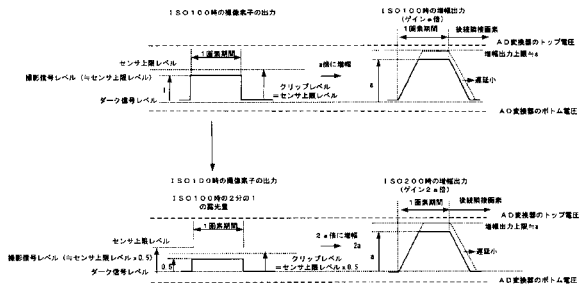 ISO100時の撮像素子の出力
ISO100時の増幅出力
(ゲインa倍)
1画素期間
後続隣接画素
AD変換器のトップ電圧
センサ上限レベル
1画素期間
増幅出力上限≒a
撮影信号レベル(≒センサ上限レベル)
a倍に増幅
1
クリップレベル
=センサ上限レベル
a
遅延小
ダーク信号レベル
AD変換器のボトム電圧
ISO100時の撮像素子の出力
ISO200時の増幅出力
(ゲイン2a倍)
ISO100時の2分の1
の露光量
1画素期間
後続隣接画素
1画素期間
AD変換器のトップ電圧
センサ上限レベル
2a倍に増幅
増幅出力上限≒a
2a
撮影信号レベル(≒センサ上限レベルx0.5)
0.5
クリップレベル
=センサ上限レベルx0.5
a
遅延小
ダーク信号レベル
AD変換器のボトム電圧